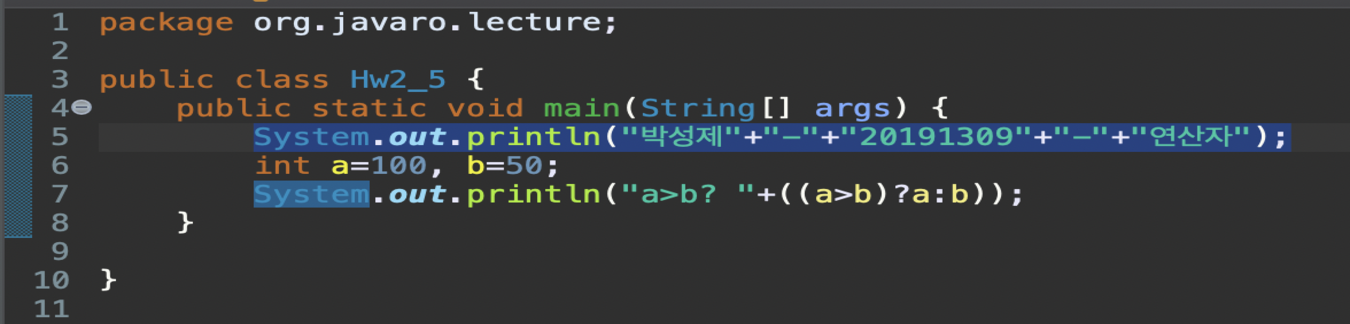 1 package org.javaro.lecture;
2
3 public class Hw2_5 {
4 public static void main(String[] args) {
5 System.out.println("박성제"+"-"+"20191309"+"-"+"연산자");
6 int a=100, b=50;
7 System.out.println("a>b? "+((a>b)?a:b));
8 }
9
10 }
11